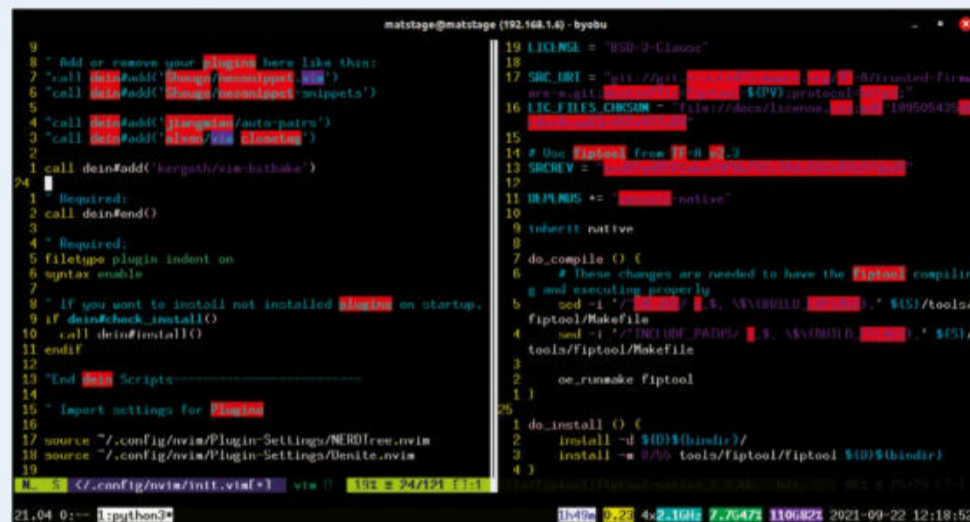 matstage@matstage (192.168.1.6) - byobu
9
8 " Add or remove your plugins here like this:
7 "call dein#add('Shougo/neosnippet.vim')
6 "call dein#add('Shougo/neosnippet-snippets')
5
4 "call dein#add('jiangmiao/auto-pairs')
3 "call dein#add('alvan/vim-closetag')
2
1 call dein#add('kergoth/vim-bitbake')
24
1 " Required:
2 call dein#end()
3
4 " Required:
5 filetype plugin indent on
6 syntax enable
7
8 " If you want to install not installed plugins on startup.
9 if dein#check_install()
10 call dein#install()
11 endif
12
13 "End dein Scripts-------------------------
14
15 " Import settings for Plugins
16
17 source ~/.config/nvim/Plugin-Settings/NERDTree.nvim
18 source ~/.config/nvim/Plugin-Settings/Denite.nvim
19
N… S </.config/nvim/init.vim[+] vim 19% 24/121
19 LICENSE = "BSD-3-Clause"
18
17 SRC_URI = "git://git.
16 LIC_FILES_CHKSUM = "file://docs/license.
15
14 # Use fiptool from TF-A v2.3
13 SRCREV = "
12
11 DEPENDS += "-native"
10
9 inherit native
8
7 do_compile () {
6 # These changes are needed to have the fiptool compilin
g and executing properly
5 sed -i ${S}/tools/
fiptool/Makefile
4 sed -i ${S}/
tools/fiptool/Makefile
3
2 oe_runmake fiptool
1 }
25
1 do_install () {
2 install -d ${D}${bindir}/
3 install -m 0755 tools/fiptool/fiptool ${D}${bindir}
4 }
21.04 0:-- 1:python3* 1h49m 0.23 4x2.1GHz 7.7G47% 110G82% 2021-09-22 12:18:52